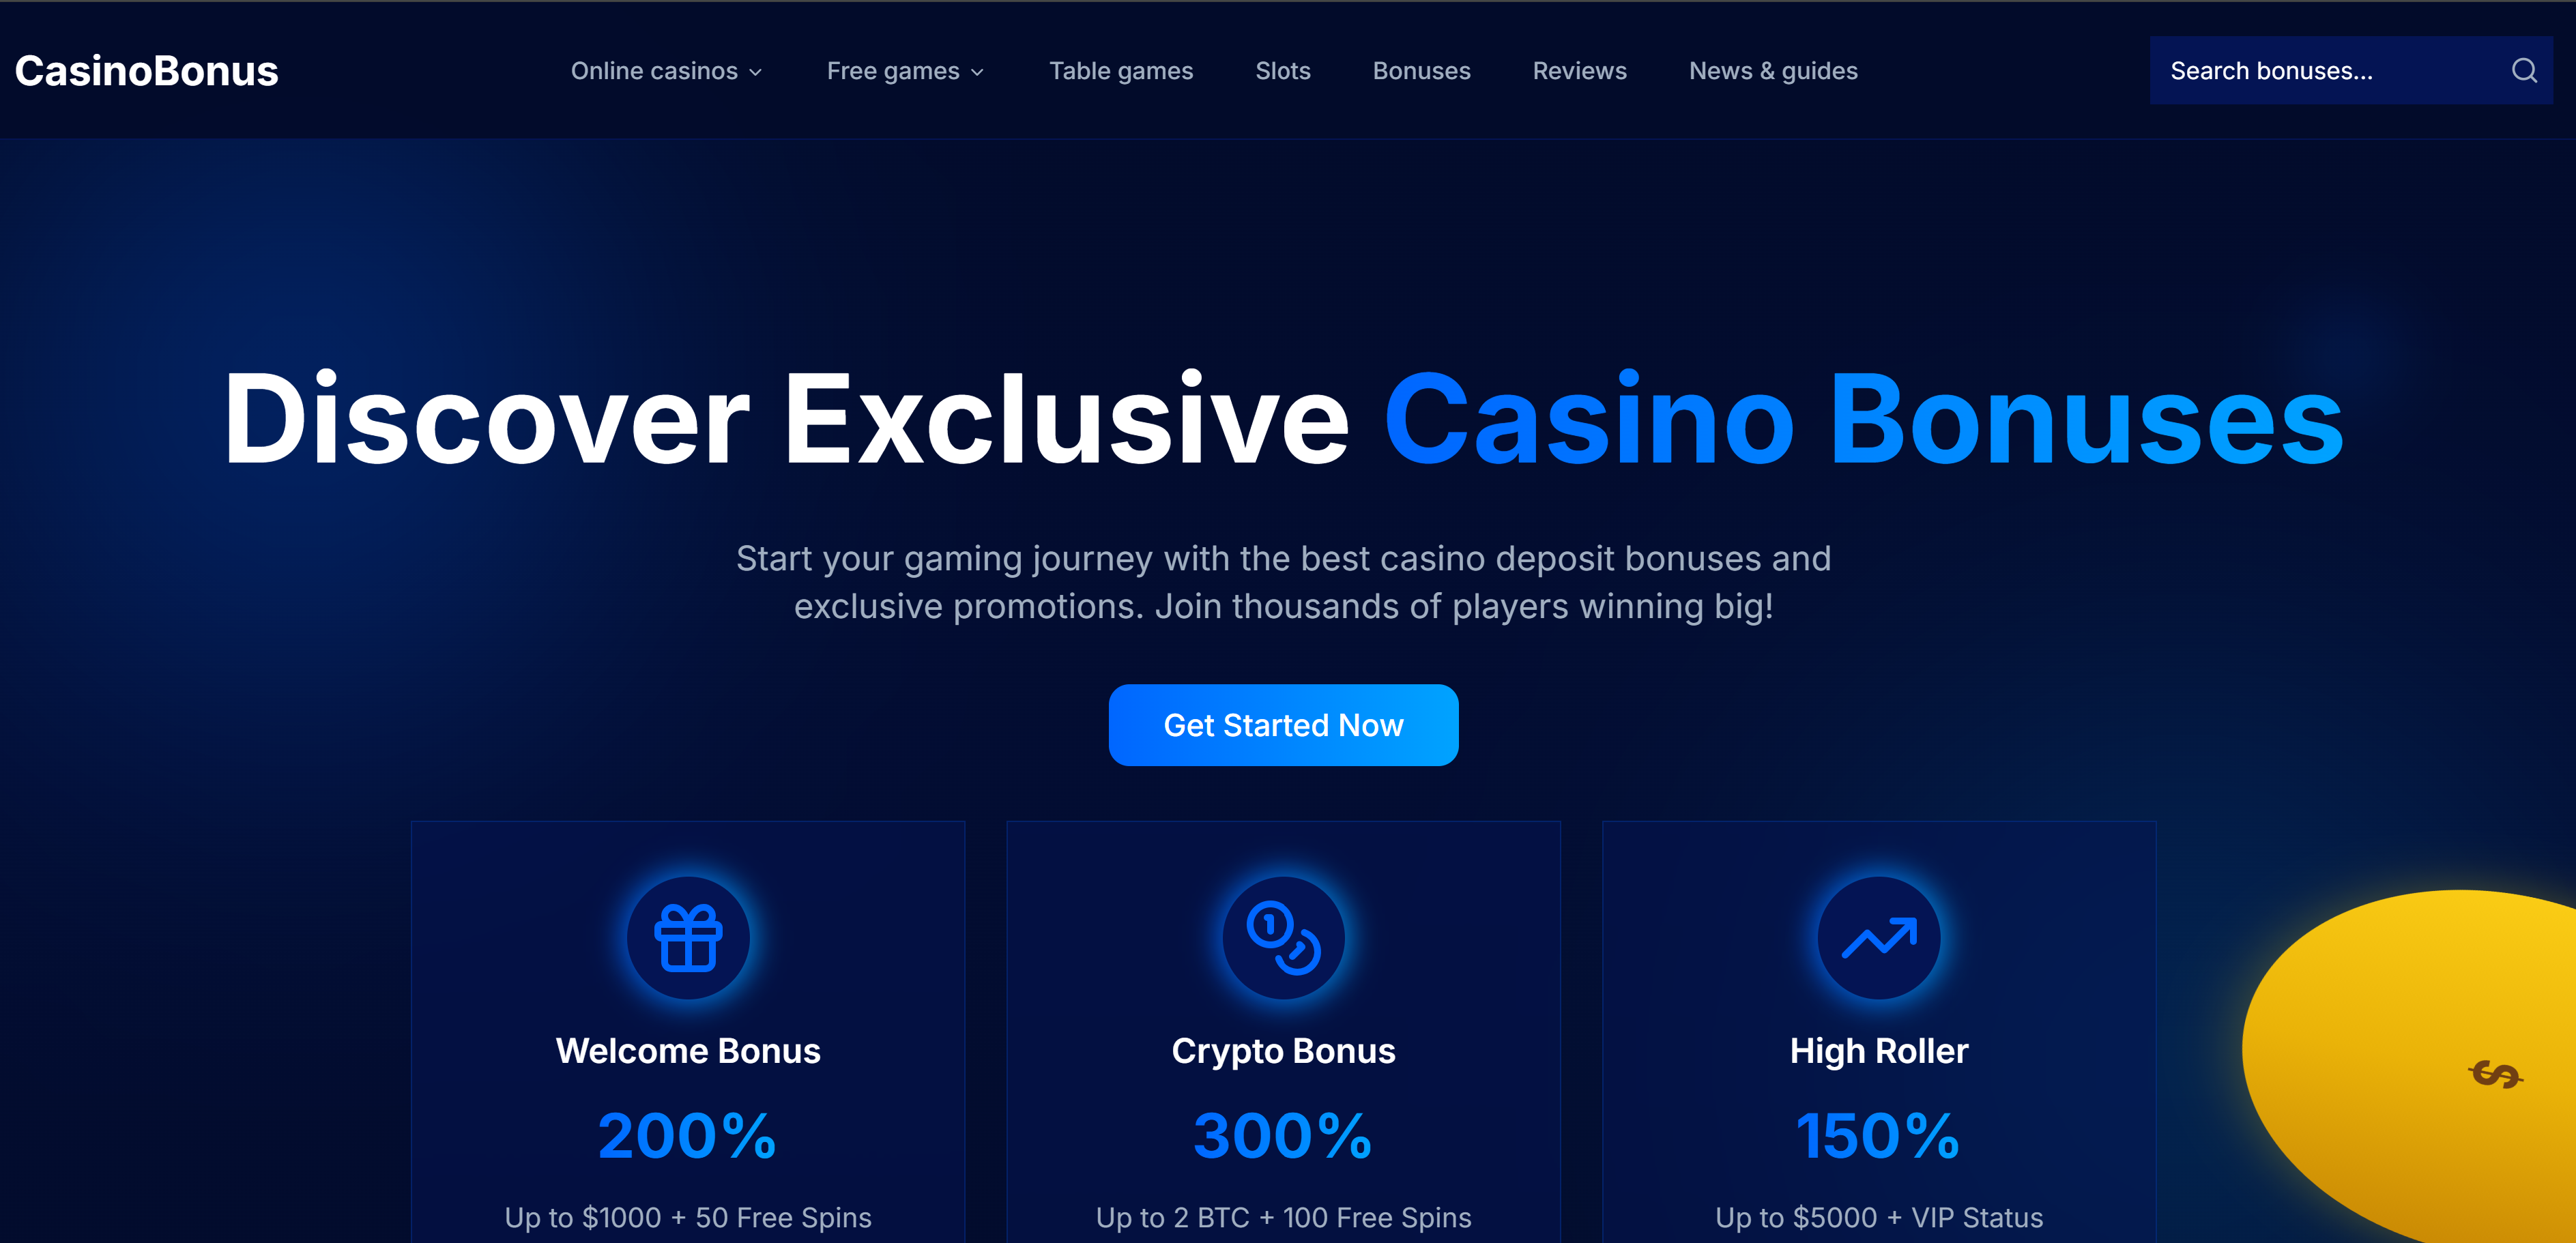 CasinoBonus
Online casinos
Free games
Table games
Slots
Bonuses
Reviews
News & guides
Search bonuses...
Discover Exclusive Casino Bonuses
Start your gaming journey with the best casino deposit bonuses and
exclusive promotions. Join thousands of players winning big!
Get Started Now
1
1
Welcome Bonus
200%
Up to $1000 + 50 Free Spins
Crypto Bonus
300%
Up to 2 BTC + 100 Free Spins
High Roller
150%
Up to $5000 + VIP Status
$